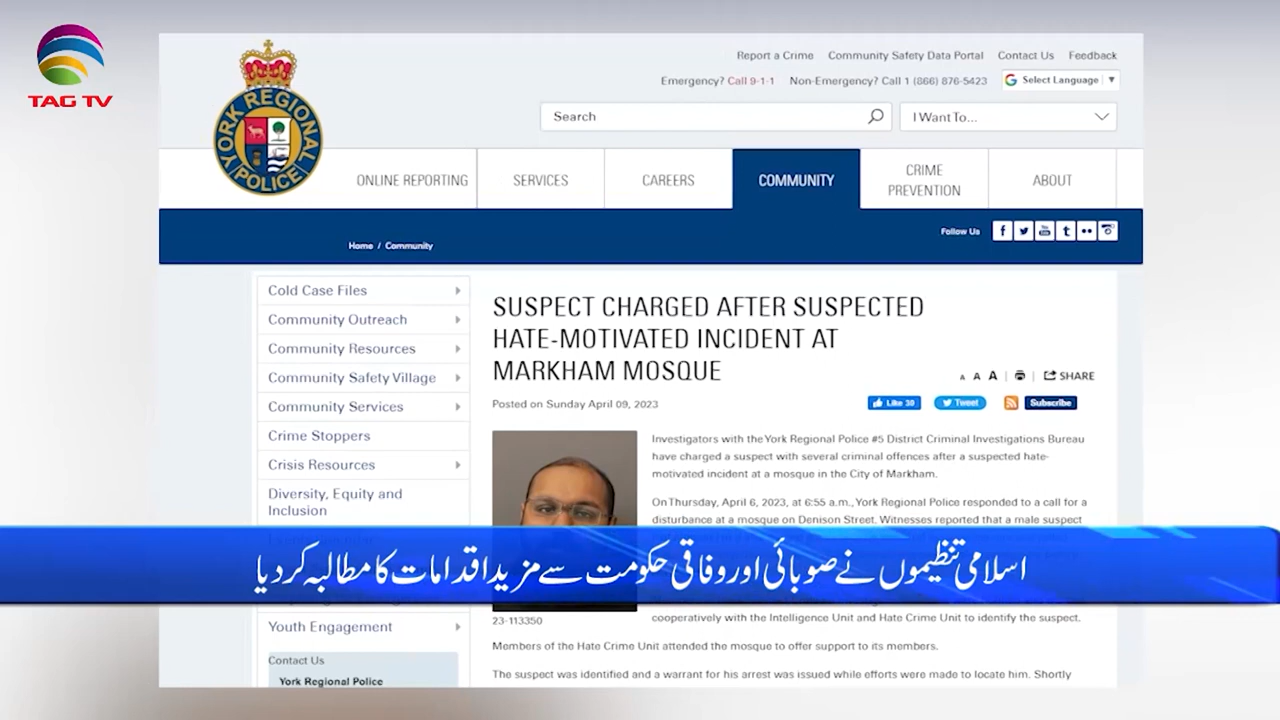 TAG TV
YORK REGIONAL POLICE
Report a Crime Community Safety Data Portal Contact Us Feedback
Emergency? Call 9-1-1 Non-Emergency? Call 1 (866) 876-5423 Select Language
Search
I Want To...
ONLINE REPORTING SERVICES CAREERS COMMUNITY CRIME PREVENTION ABOUT
Home / Community
Follow Us
Cold Case Files
Community Outreach
Community Resources
Community Safety Village
Community Services
Crime Stoppers
Crisis Resources
Diversity, Equity and
Inclusion
Youth Engagement
Contact Us
York Regional Police
SUSPECT CHARGED AFTER SUSPECTED
HATE-MOTIVATED INCIDENT AT
MARKHAM MOSQUE
A A A | | SHARE
Posted on Sunday April 09, 2023
Like 30 Tweet Subscribe
Investigators with the York Regional Police #5 District Criminal Investigations Bureau
have charged a suspect with several criminal offences after a suspected hate-
motivated incident at a mosque in the City of Markham.
On Thursday, April 6, 2023, at 6:55 a.m., York Regional Police responded to a call for a
disturbance at a mosque on Denison Street. Witnesses reported that a male suspect
اسلامی تنظیموں نے صوبائی اور وفاقی حکومت سے مزید اقدامات کا مطالبہ کر دیا
23-113350
cooperatively with the Intelligence Unit and Hate Crime Unit to identify the suspect.
Members of the Hate Crime Unit attended the mosque to offer support to its members.
The suspect was identified and a warrant for his arrest was issued while efforts were made to locate him. Shortly